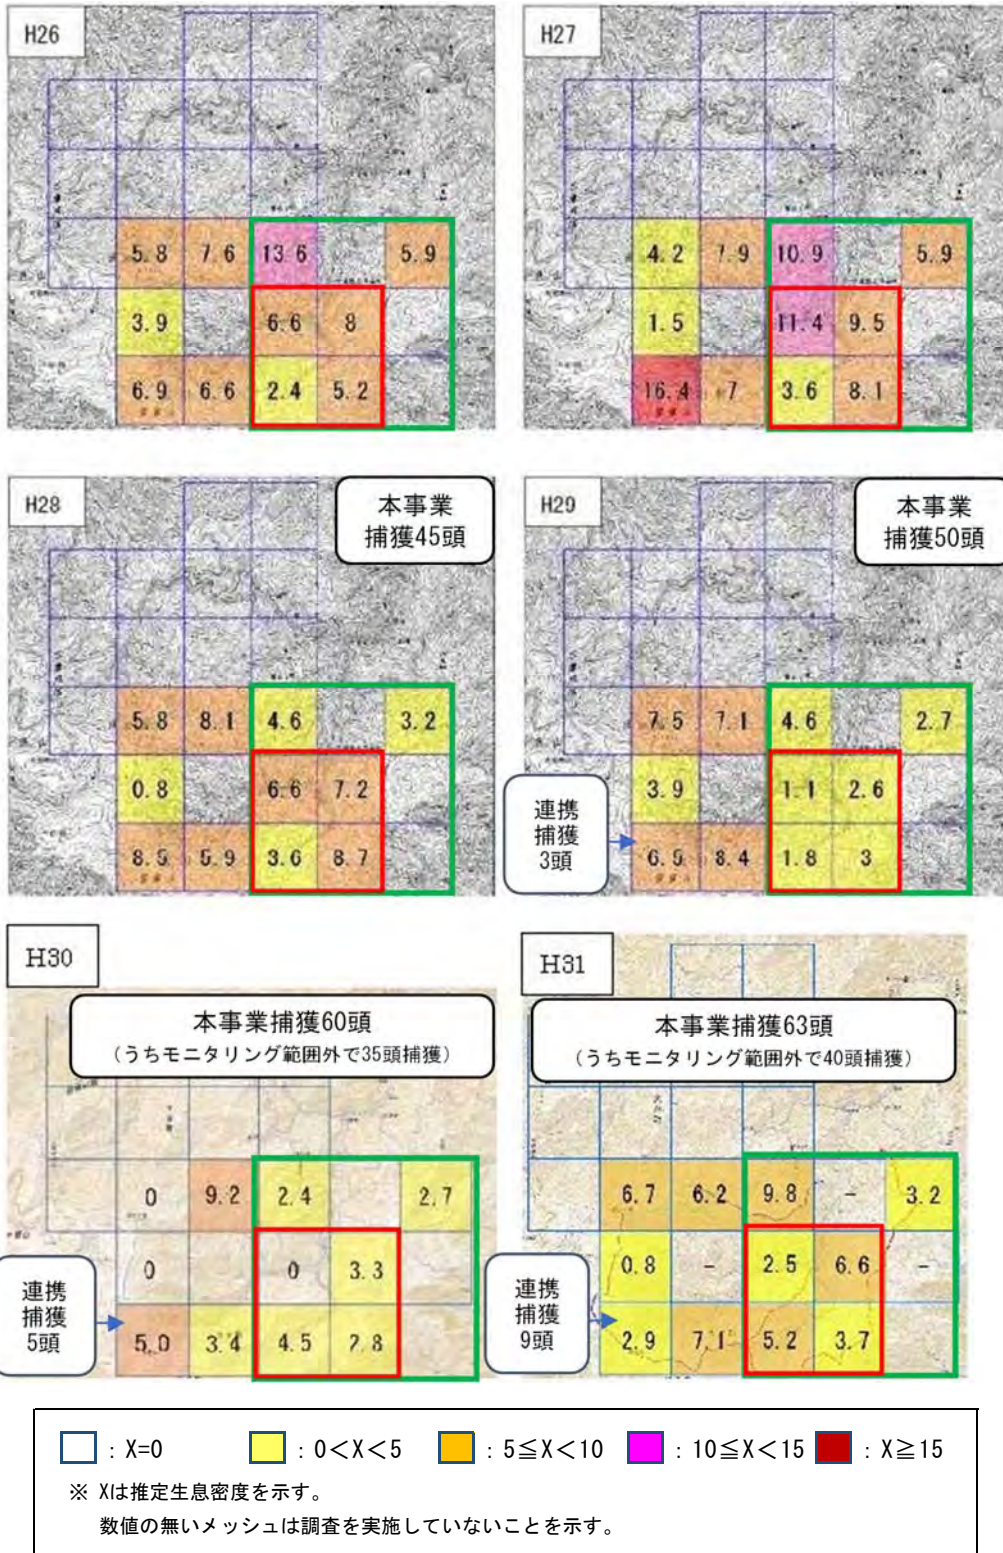 H26
5.8 7.6 13.6 5.9
3.9 6.6 8
6.9 6.6 2.4 5.2
H27
4.2 7.9 10.9 5.9
1.5 11.4 9.5
16.4 7 3.6 8.1
H28
本事業
捕獲45頭
5.8 8.1 4.6 3.2
0.8 6.6 7.2
8.5 5.9 3.6 8.7
H29
本事業
捕獲50頭
7.5 7.1 4.6 2.7
3.9 1.1 2.6
連携
捕獲
3頭
6.5 8.4 1.8 3
H30
本事業捕獲60頭
（うちモニタリング範囲外で35頭捕獲）
0 9.2 2.4 2.7
0 0 3.3
連携
捕獲
5頭
5.0 3.4 4.5 2.8
H31
本事業捕獲63頭
（うちモニタリング範囲外で40頭捕獲）
6.7 6.2 9.8 - 3.2
0.8 - 2.5 6.6 -
連携
捕獲
9頭
2.9 7.1 5.2 3.7
：X=0 ：0＜X＜5 ：5≦X＜10 ：10≦X＜15 ：X≧15
※ Xは推定生息密度を示す。
数値の無いメッシュは調査を実施していないことを示す。